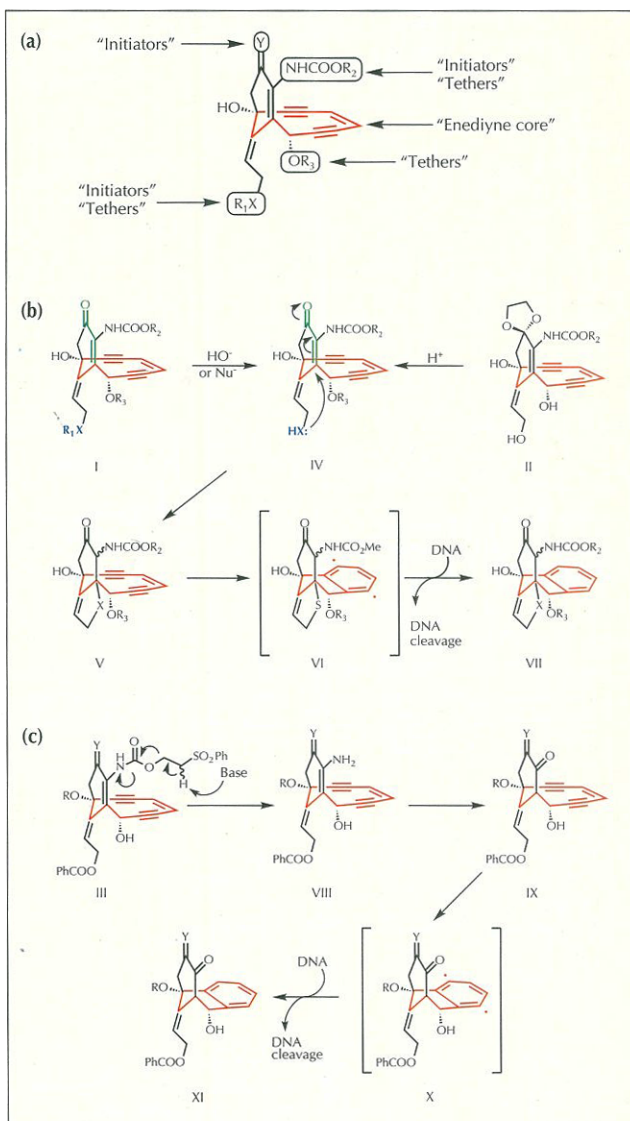 (a)
"Initiators"
Y
NHCOOR₂
"Initiators"
"Tethers"
HO
"Enediyne core"
OR₃
"Tethers"
"Initiators"
"Tethers"
R₁X
(b)
O
NHCOOR₂
HO
OR₃
R₁X
I
HO⁻
or Nu⁻
O
NHCOOR₂
HO
OR₃
HX:
IV
H⁺
O
O
NHCOOR₂
HO
OH
HO
II
O
NHCOOR₂
HO
X
OR₃
V
O
NHCO₂Me
HO
S
OR₃
VI
DNA
DNA
cleavage
O
NHCOOR₂
HO
X
OR₃
VII
(c)
Y
H
N
O
O
SO₂Ph
H
Base
RO
OH
PhCOO
III
Y
NH₂
RO
OH
PhCOO
VIII
Y
O
RO
OH
PhCOO
IX
Y
O
RO
OH
PhCOO
XI
DNA
DNA
cleavage
Y
O
RO
OH
PhCOO
X